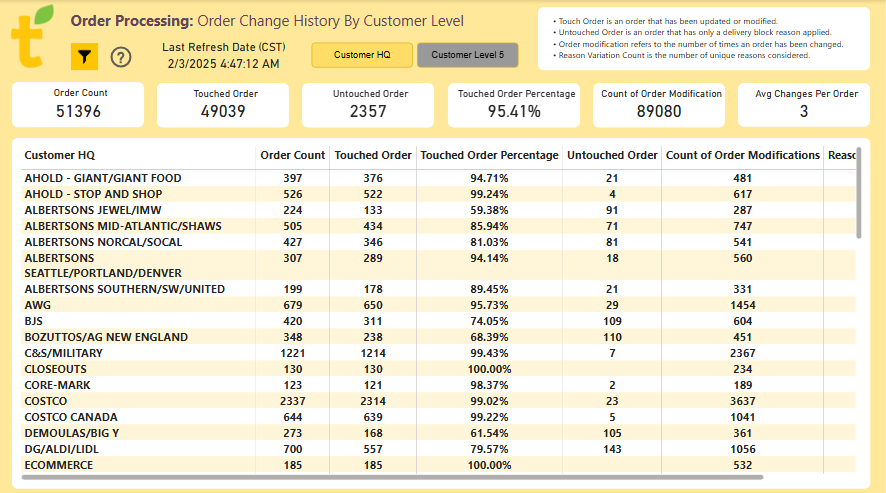 t
Order Processing: Order Change History By Customer Level
Last Refresh Date (CST)
2/3/2025 4:47:12 AM
Customer HQ
Customer Level 5
• Touch Order is an order that has been updated or modified.
• Untouched Order is an order that has only a delivery block reason applied.
• Order modification refers to the number of times an order has been changed.
• Reason Variation Count is the number of unique reasons considered.
?
Order Count
51396
Touched Order
49039
Untouched Order
2357
Touched Order Percentage
95.41%
Count of Order Modification
89080
Avg Changes Per Order
3
Customer HQ Order Count Touched Order Touched Order Percentage Untouched Order Count of Order Modifications Reaso
AHOLD - GIANT/GIANT FOOD 397 376 94.71% 21 481
AHOLD - STOP AND SHOP 526 522 99.24% 4 617
ALBERTSONS JEWEL/IMW 224 133 59.38% 91 287
ALBERTSONS MID-ATLANTIC/SHAWS 505 434 85.94% 71 747
ALBERTSONS NORCAL/SOCAL 427 346 81.03% 81 541
ALBERTSONS 307 289 94.14% 18 560
SEATTLE/PORTLAND/DENVER
ALBERTSONS SOUTHERN/SW/UNITED 199 178 89.45% 21 331
AWG 679 650 95.73% 29 1454
BJS 420 311 74.05% 109 604
BOZUTTOS/AG NEW ENGLAND 348 238 68.39% 110 451
C&S/MILITARY 1221 1214 99.43% 7 2367
CLOSEOUTS 130 130 100.00% 234
CORE-MARK 123 121 98.37% 2 189
COSTCO 2337 2314 99.02% 23 3637
COSTCO CANADA 644 639 99.22% 5 1041
DEMOULAS/BIG Y 273 168 61.54% 105 361
DG/ALDI/LIDL 700 557 79.57% 143 1056
ECOMMERCE 185 185 100.00% 532